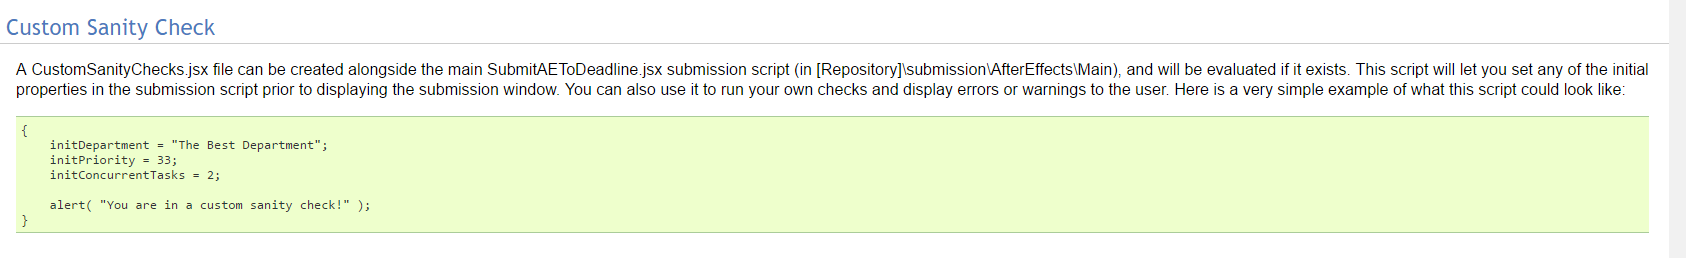 Custom Sanity Check
A CustomSanityChecks.jsx file can be created alongside the main SubmitAEToDeadline.jsx submission script (in [Repository]\submission\AfterEffects\Main), and will be evaluated if it exists. This script will let you set any of the initial
properties in the submission script prior to displaying the submission window. You can also use it to run your own checks and display errors or warnings to the user. Here is a very simple example of what this script could look like:
{
    initDepartment = "The Best Department";
    initPriority = 33;
    initConcurrentTasks = 2;

    alert( "You are in a custom sanity check!" );
}